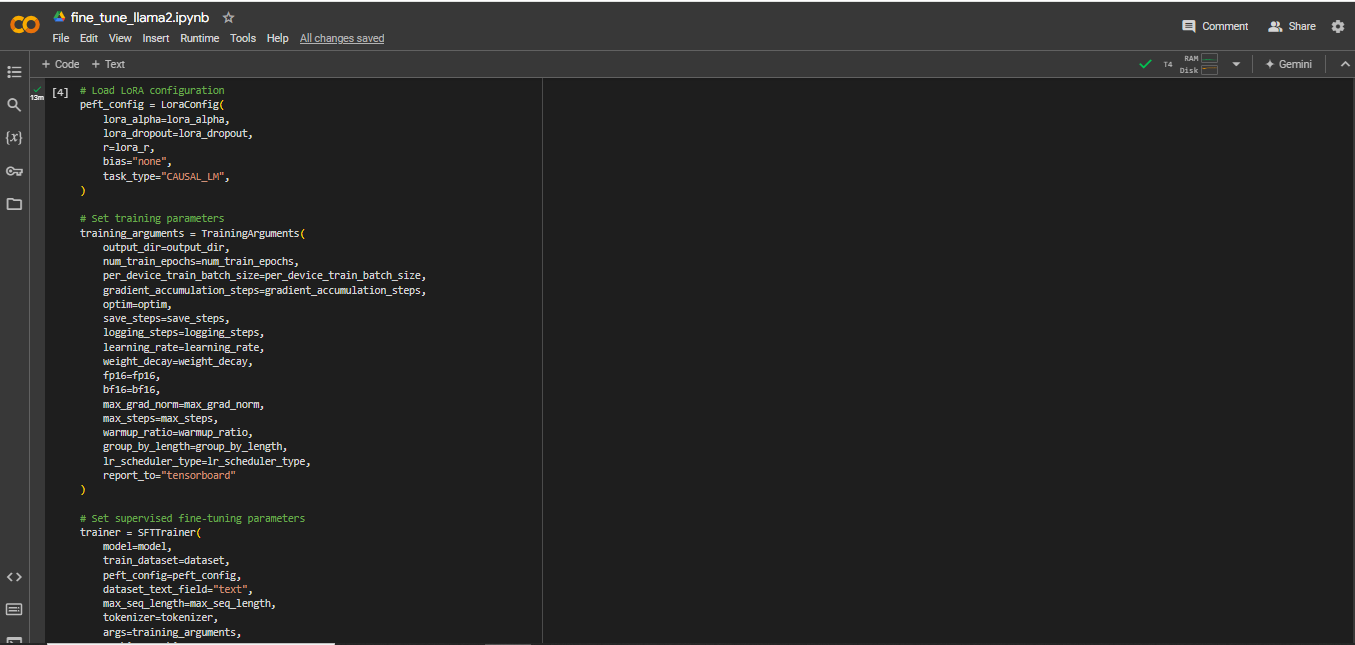 fine_tune_llama2.ipynb
File Edit View Insert Runtime Tools Help All changes saved
Comment Share
+ Code + Text
T4 RAM Disk Gemini
13m
[4]
# Load LoRA configuration
peft_config = LoraConfig(
    lora_alpha=lora_alpha,
    lora_dropout=lora_dropout,
    r=lora_r,
    bias="none",
    task_type="CAUSAL_LM",
)
# Set training parameters
training_arguments = TrainingArguments(
    output_dir=output_dir,
    num_train_epochs=num_train_epochs,
    per_device_train_batch_size=per_device_train_batch_size,
    gradient_accumulation_steps=gradient_accumulation_steps,
    optim=optim,
    save_steps=save_steps,
    logging_steps=logging_steps,
    learning_rate=learning_rate,
    weight_decay=weight_decay,
    fp16=fp16,
    bf16=bf16,
    max_grad_norm=max_grad_norm,
    max_steps=max_steps,
    warmup_ratio=warmup_ratio,
    group_by_length=group_by_length,
    lr_scheduler_type=lr_scheduler_type,
    report_to="tensorboard"
)
# Set supervised fine-tuning parameters
trainer = SFTTrainer(
    model=model,
    train_dataset=dataset,
    peft_config=peft_config,
    dataset_text_field="text",
    max_seq_length=max_seq_length,
    tokenizer=tokenizer,
    args=training_arguments,